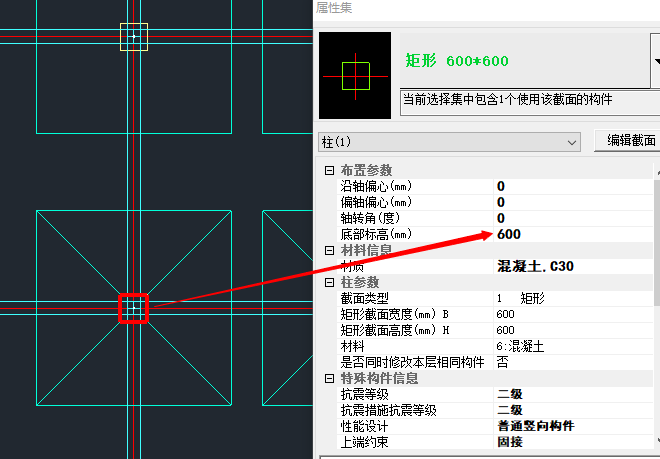 属性集
矩形 600*600
当前选择集中包含1个使用该截面的构件
柱(1)
编辑截面
布置参数
沿轴偏心(mm) 0
偏轴偏心(mm) 0
轴转角(度) 0
底部标高(mm) 600
材料信息
材质 混凝土,C30
柱参数
截面类型 1 矩形
矩形截面宽度(mm) B 600
矩形截面高度(mm) H 600
材料 6:混凝土
是否同时修改本层相同构件 否
特殊构件信息
抗震等级 二级
抗震措施抗震等级 二级
性能设计 普通竖向构件
上端约束 固接